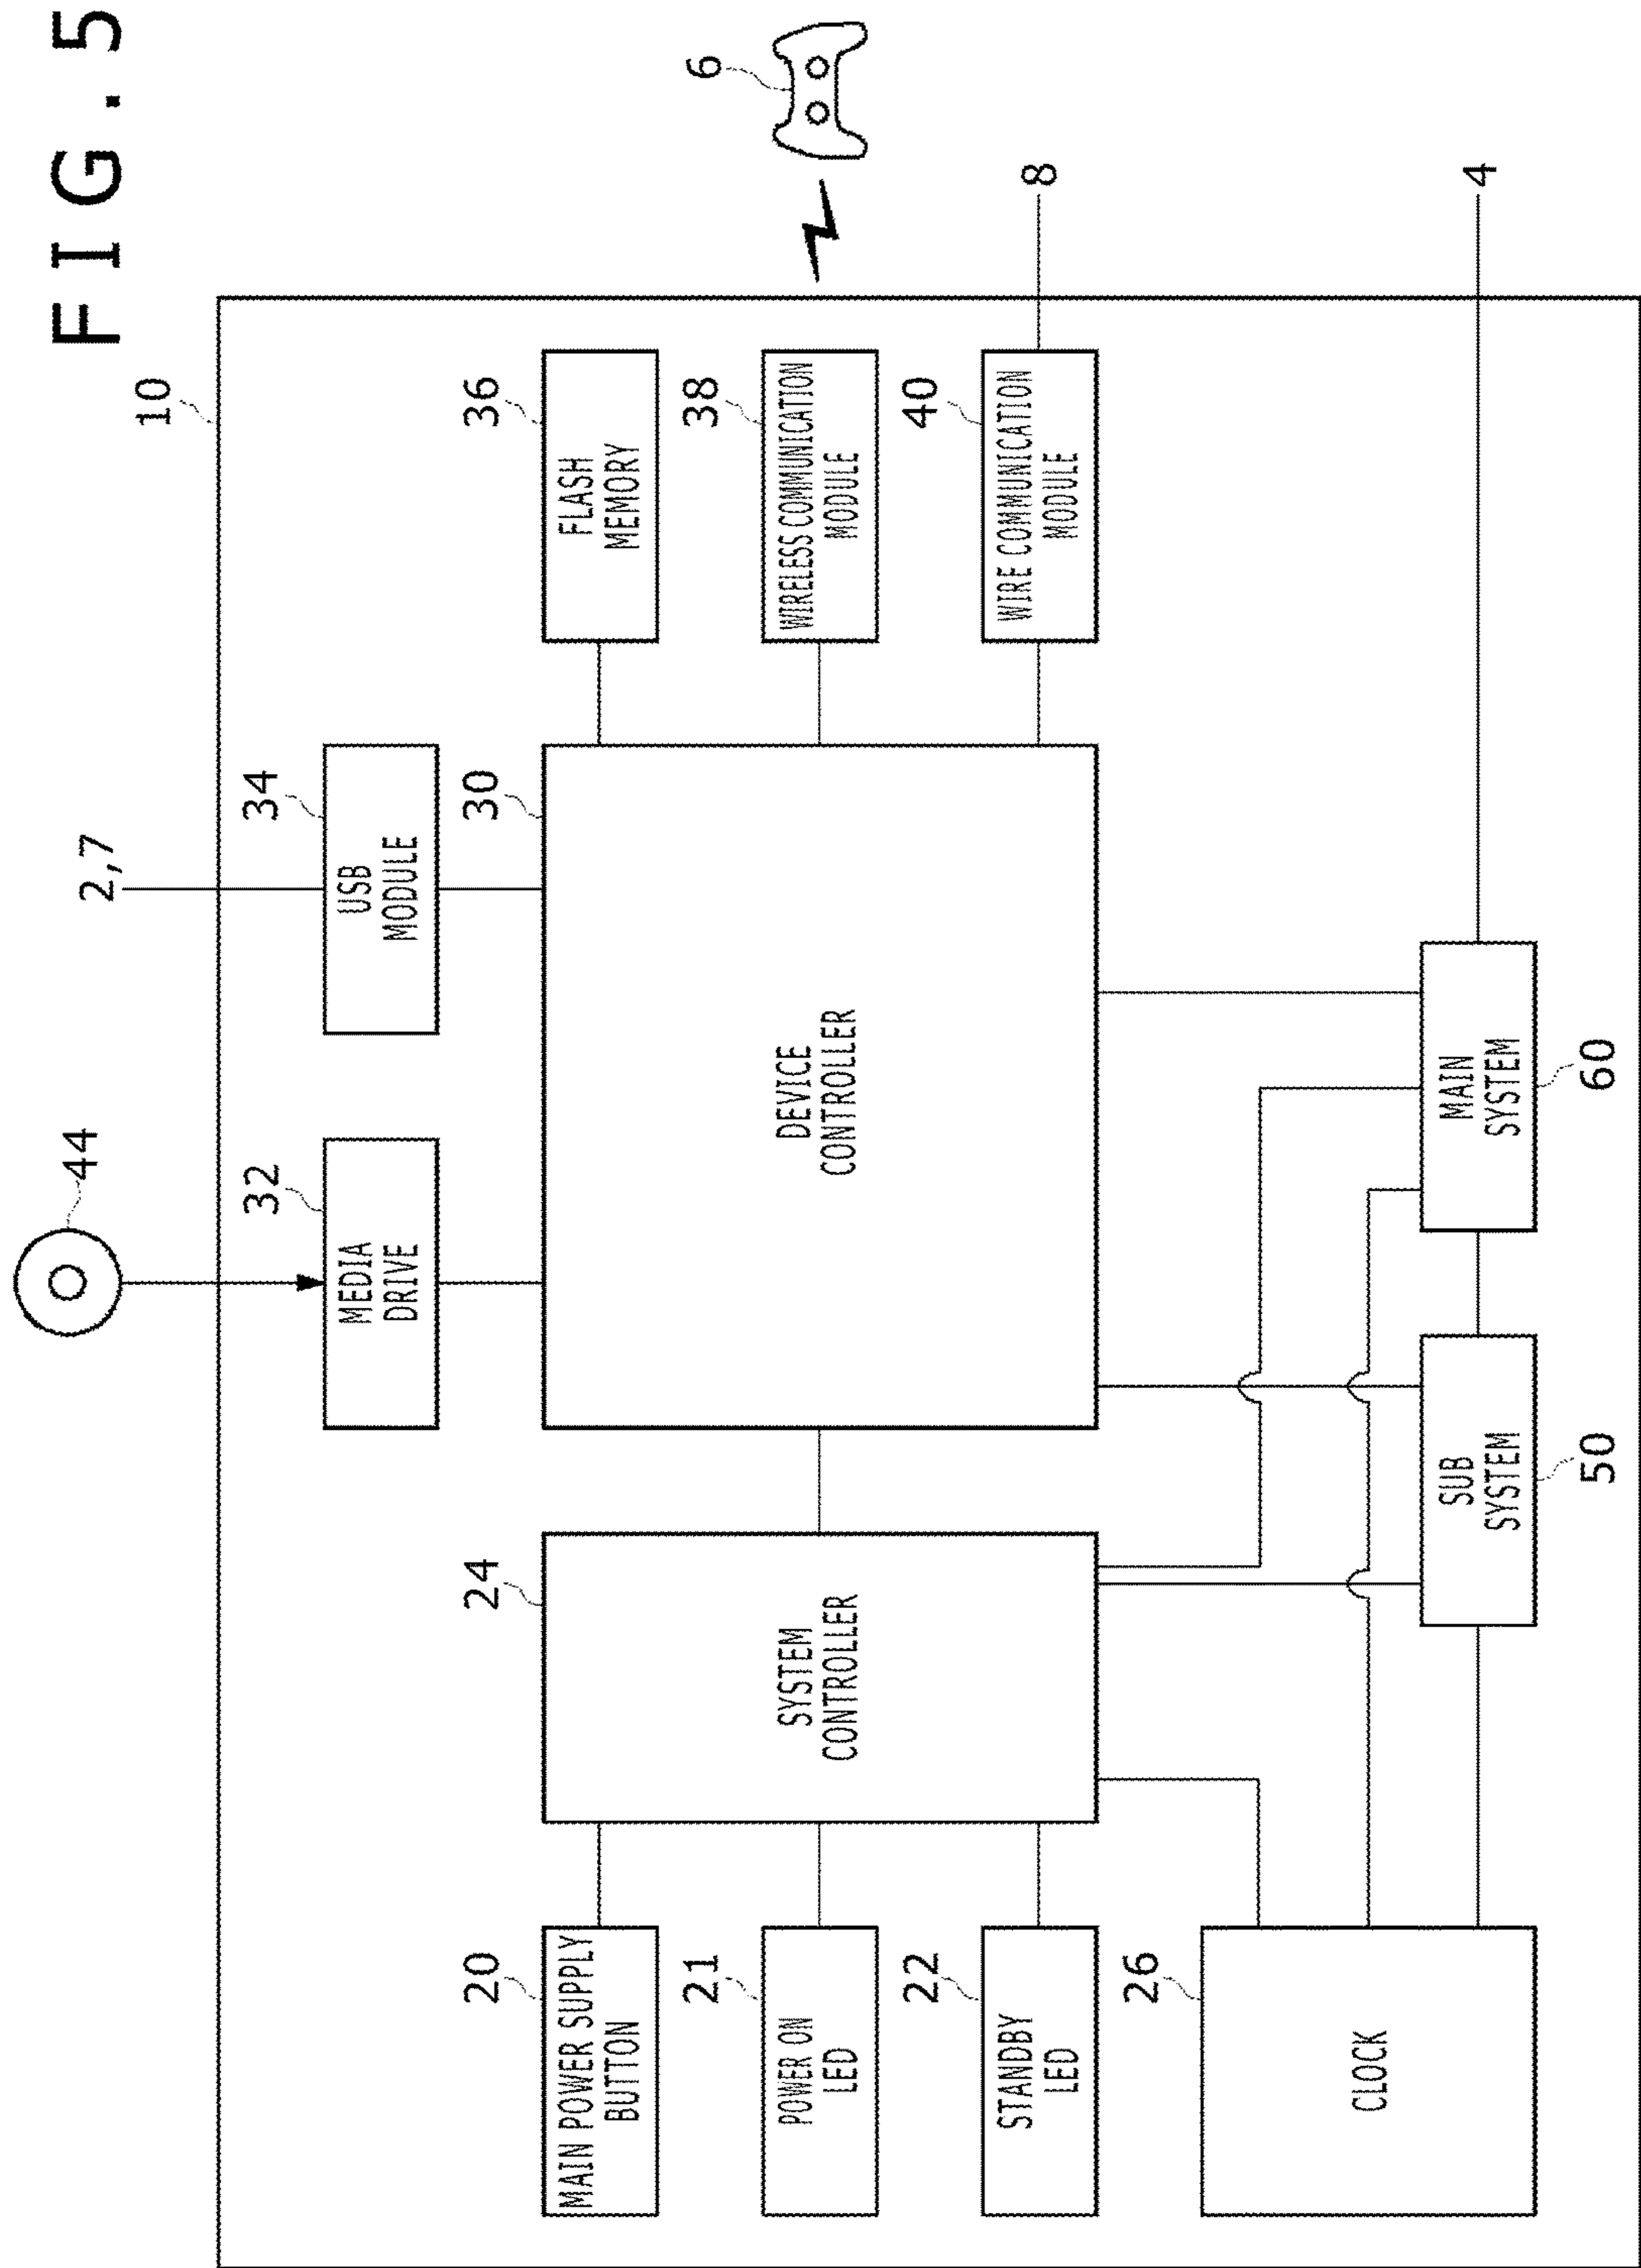 FIG. 5
10
44
2,7
32
MEDIA
DRIVE
34
USB
MODULE
20
MAIN POWER SUPPLY
BUTTON
24
SYSTEM
CONTROLLER
30
DEVICE
CONTROLLER
36
FLASH
MEMORY
21
POWER ON
LED
38
WIRELESS COMMUNICATION
MODULE
6
22
STANDBY
LED
40
WIRE COMMUNICATION
MODULE
8
26
CLOCK
SUB
SYSTEM
50
MAIN
SYSTEM
60
4